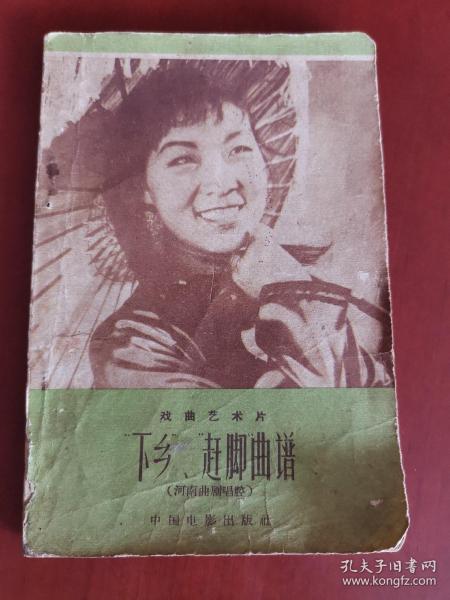 戏曲艺术片
“下乡”、“赶脚”曲谱
（河南曲剧唱腔）
中国电影出版社
孔夫子旧书网
www.kongfz.com